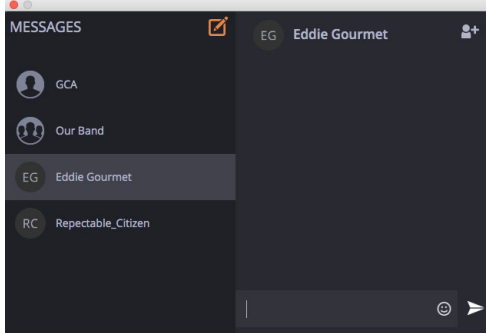 MESSAGES
GCA
Our Band
EG Eddie Gourmet
RC Repectable_Citizen
EG Eddie Gourmet